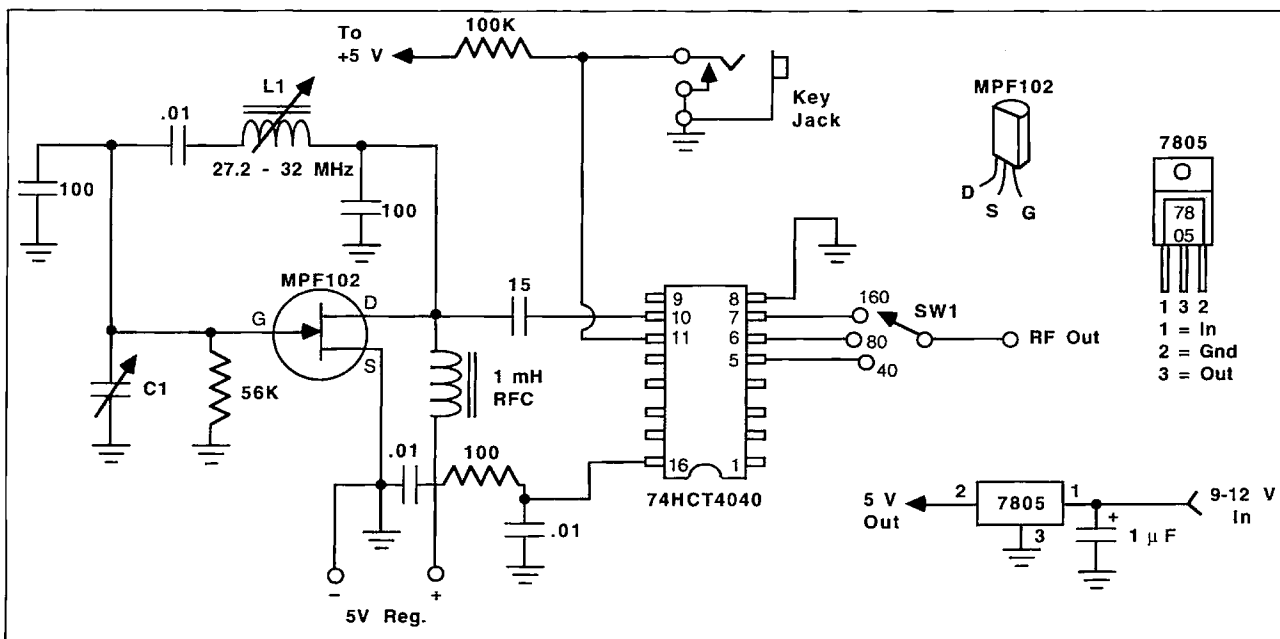 To
+5 V
100K
Key
Jack
L1
.01
27.2 - 32 MHz
100
100
MPF102
D
S
G
7805
78
05
1 3 2
1 = In
2 = Gnd
3 = Out
MPF102
G
D
S
15
9
10
11
16
8
7
6
5
1
74HCT4040
160
80
40
SW1
RF Out
C1
56K
1 mH
RFC
.01
100
.01
5 V
Out
2
7805
1
3
+
1 μF
9-12 V
In
–
+
5V Reg.